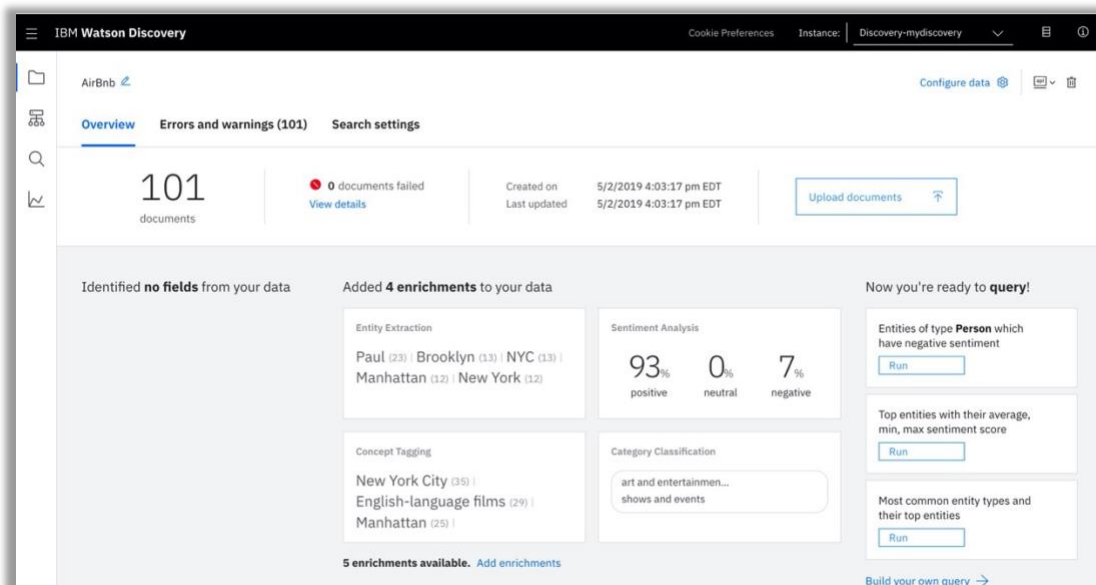 IBM Watson Discovery
Cookie Preferences
Instance:
Discovery-mydiscovery
AirBnb
Configure data
Overview
Errors and warnings (101)
Search settings
101
documents
0 documents failed
View details
Created on 5/2/2019 4:03:17 pm EDT
Last updated 5/2/2019 4:03:17 pm EDT
Upload documents
Identified no fields from your data
Added 4 enrichments to your data
Entity Extraction
Paul (23) | Brooklyn (13) | NYC (13) |
Manhattan (12) | New York (12)
Sentiment Analysis
93% 0% 7%
positive neutral negative
Concept Tagging
New York City (35) |
English-language films (29) |
Manhattan (25) |
Category Classification
art and entertainmen...
shows and events
5 enrichments available. Add enrichments
Now you're ready to query!
Entities of type Person which
have negative sentiment
Run
Top entities with their average,
min, max sentiment score
Run
Most common entity types and
their top entities
Run
Build your own query →